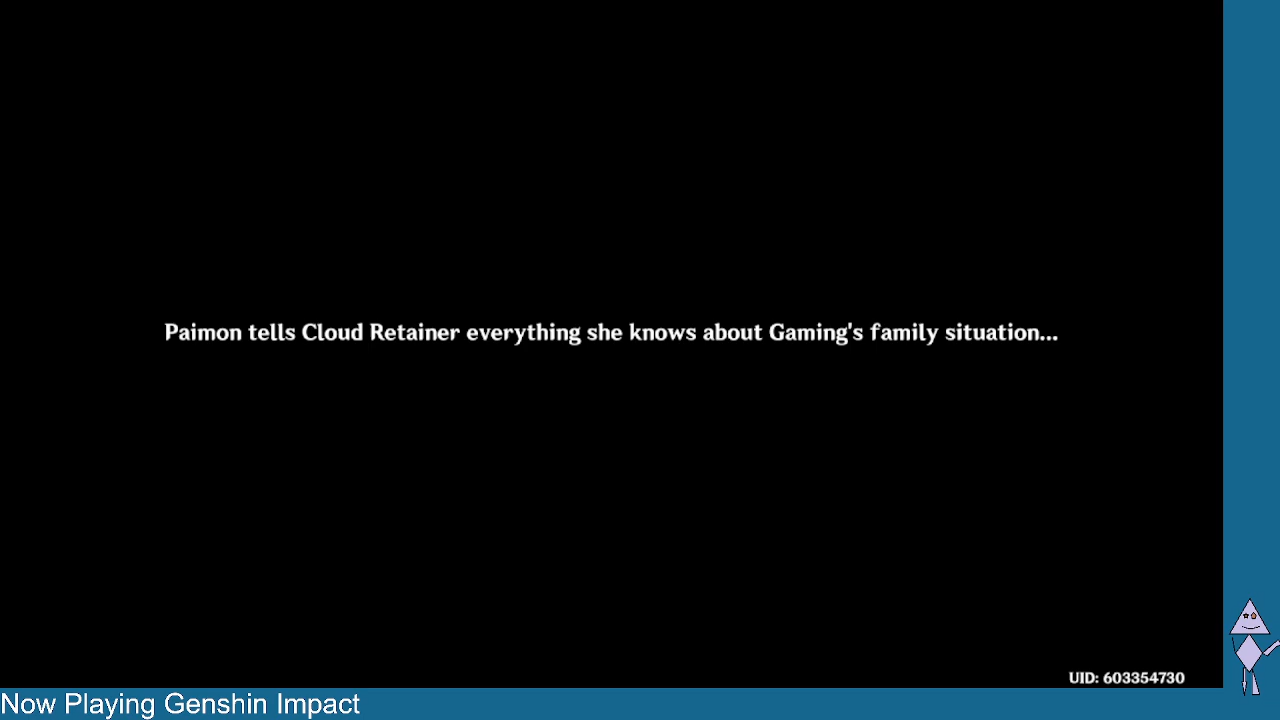 Paimon tells Cloud Retainer everything she knows about Gaming's family situation...
UID: 603354730
Now Playing Genshin Impact